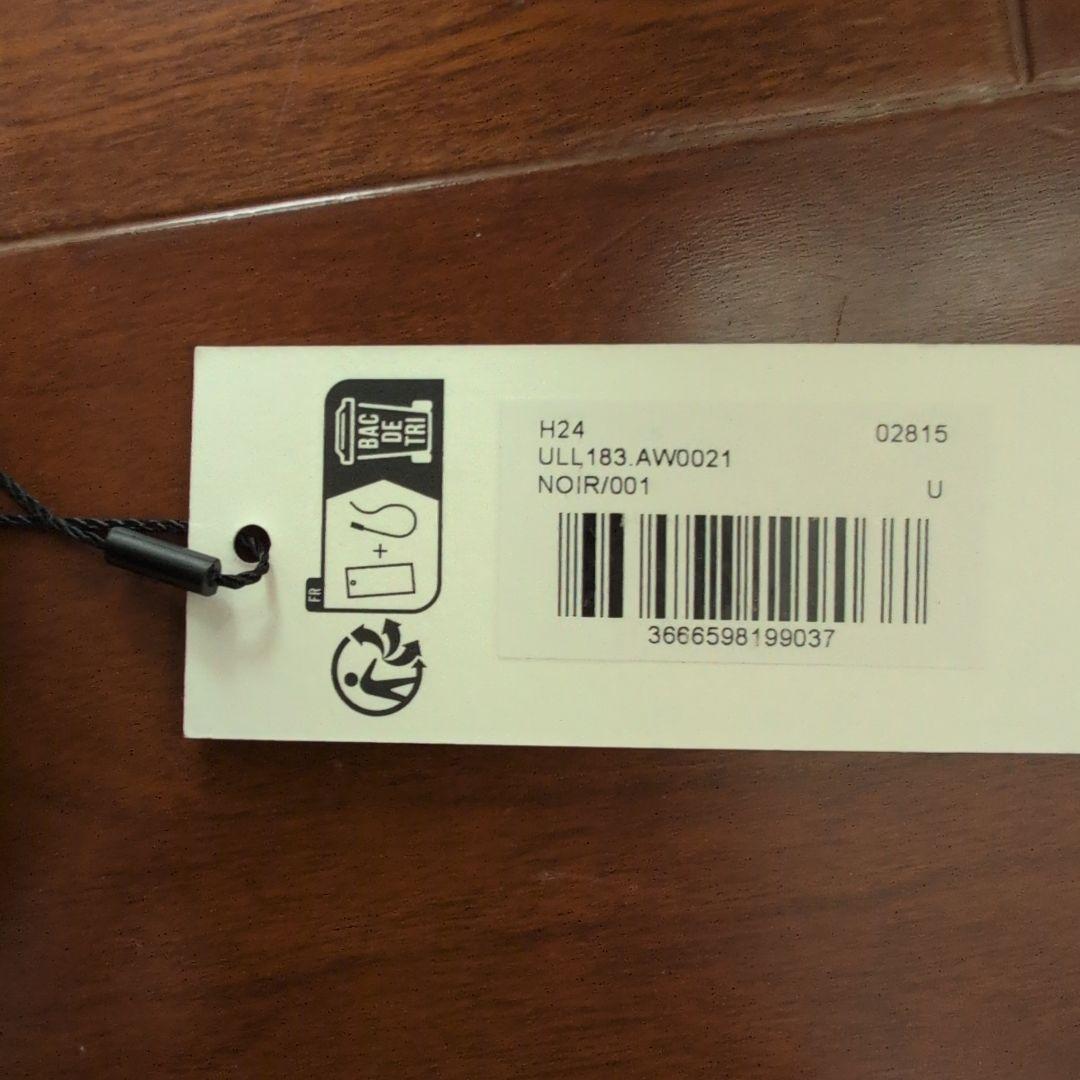 BAC
DE
TRI
FR
H24 02815
ULL183.AW0021
NOIR/001 U
3666598199037